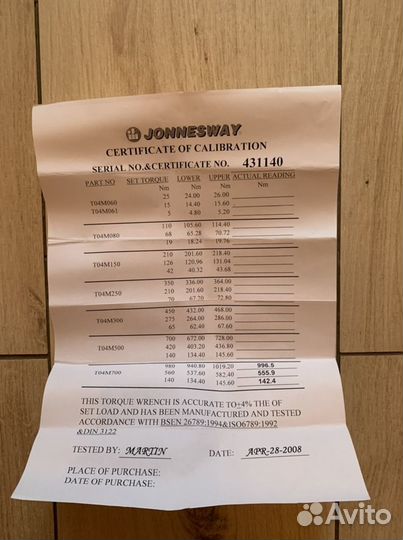 JONNESWAY
CERTIFICATE OF CALIBRATION
SERIAL NO.&CERTIFICATE NO. 431140
PART NO SET TORQUE LOWER UPPER ACTUAL READING
Nm Nm Nm Nm
25 24.00 26.00
T04M060 15 14.40 15.60
T04M061 5 4.80 5.20
110 105.60 114.40
T04M080 68 65.28 70.72
19 18.24 19.76
210 201.60 218.40
T04M150 126 120.96 131.04
42 40.32 43.68
350 336.00 364.00
T04M250 210 201.60 218.40
70 67.20 72.80
450 432.00 468.00
T04M300 275 264.00 286.00
65 62.40 67.60
700 672.00 728.00
T04M500 420 403.20 436.80
140 134.40 145.60
980 940.80 1019.20 996.5
T04M700 560 537.60 582.40 555.9
140 134.40 145.60 142.4
THIS TORQUE WRENCH IS ACCURATE TO±4% THE OF
SET LOAD AND HAS BEEN MANUFACTURED AND TESTED
ACCORDANCE WITH BSEN 26789:1994&ISO6789:1992
&DIN 3122
TESTED BY: MARTIN DATE: APR-28-2008
PLACE OF PURCHASE:
DATE OF PURCHASE:
Avito